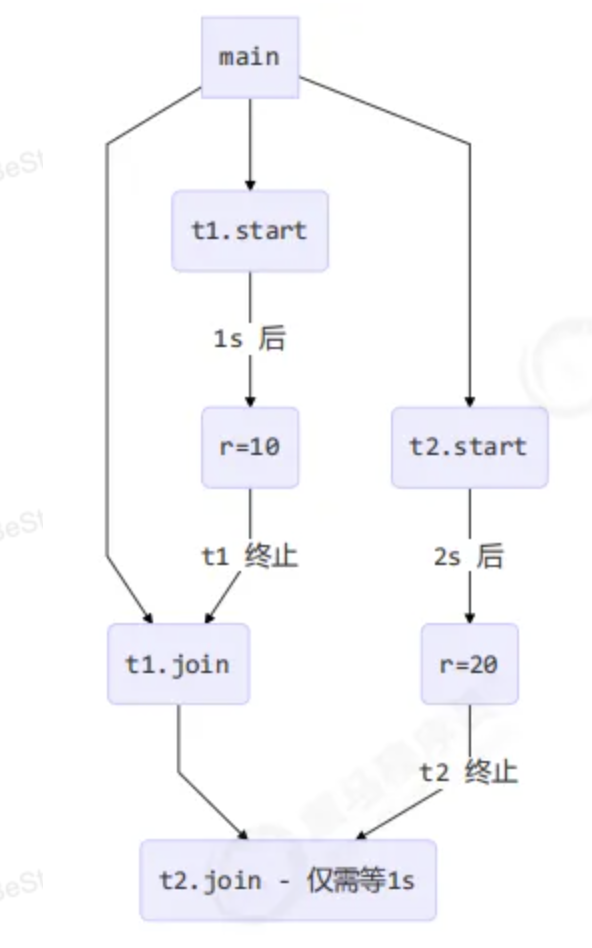 main
t1.start
1s 后
r=10
t2.start
t1 终止
2s 后
t1.join
r=20
t2 终止
t2.join - 仅需等1s